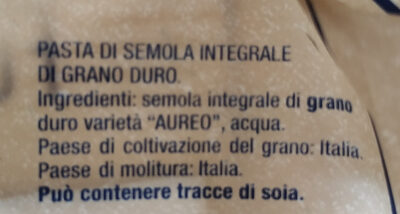 PASTA DI SEMOLA INTEGRALE
DI GRANO DURO.
Ingredienti: semola integrale di grano
duro varietà "AUREO", acqua.
Paese di coltivazione del grano: Italia.
Paese di molitura: Italia.
Può contenere tracce di soia.